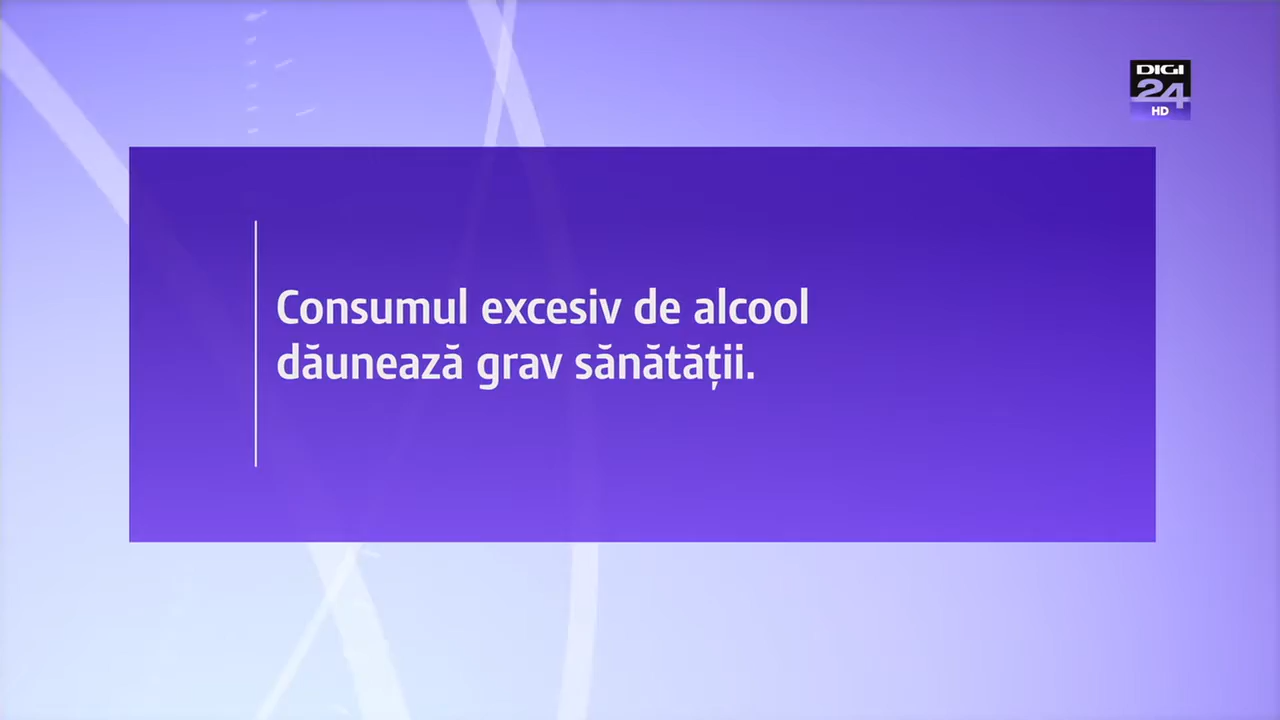 DIGI
24
HD
Consumul excesiv de alcool
dăunează grav sănătății.